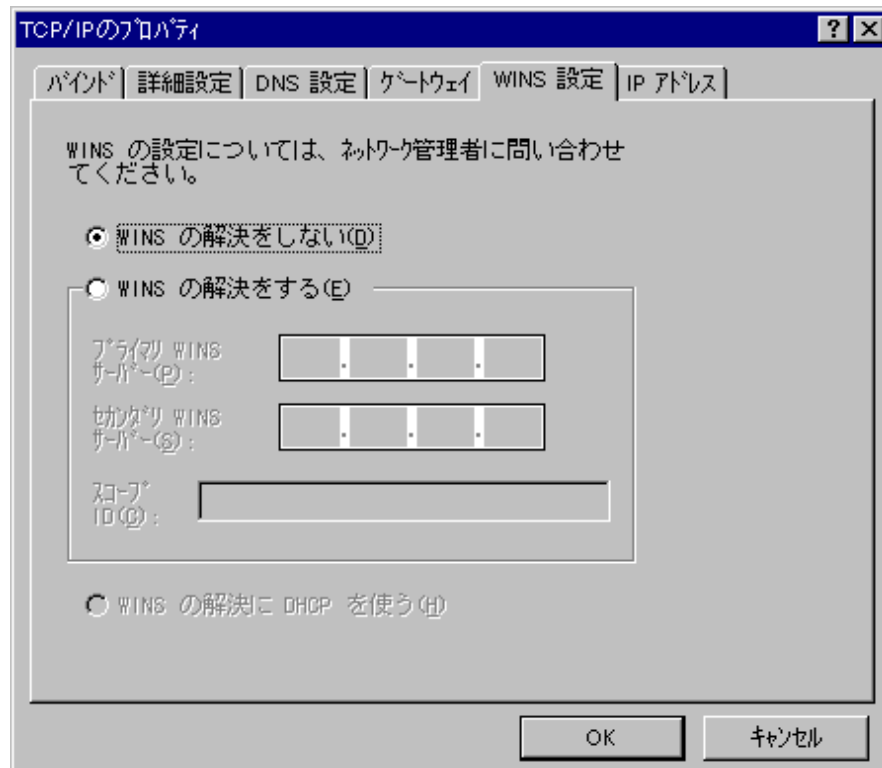 TCP/IPのﾌﾟﾛﾊﾟﾃｨ
ﾊﾞｲﾝﾄﾞ 詳細設定 DNS 設定 ｹﾞｰﾄｳｪｲ WINS 設定 IP ｱﾄﾞﾚｽ
WINS の設定については、ﾈｯﾄﾜｰｸ管理者に問い合わせ
てください。
WINS の解決をしない(D)
WINS の解決をする(E)
ﾌﾟﾗｲﾏﾘ WINS
ｻｰﾊﾞｰ(P):
ｾｶﾝﾀﾞﾘ WINS
ｻｰﾊﾞｰ(S):
ｽｺｰﾌﾟ
ID(C):
WINS の解決に DHCP を使う(H)
OK ｷｬﾝｾﾙ